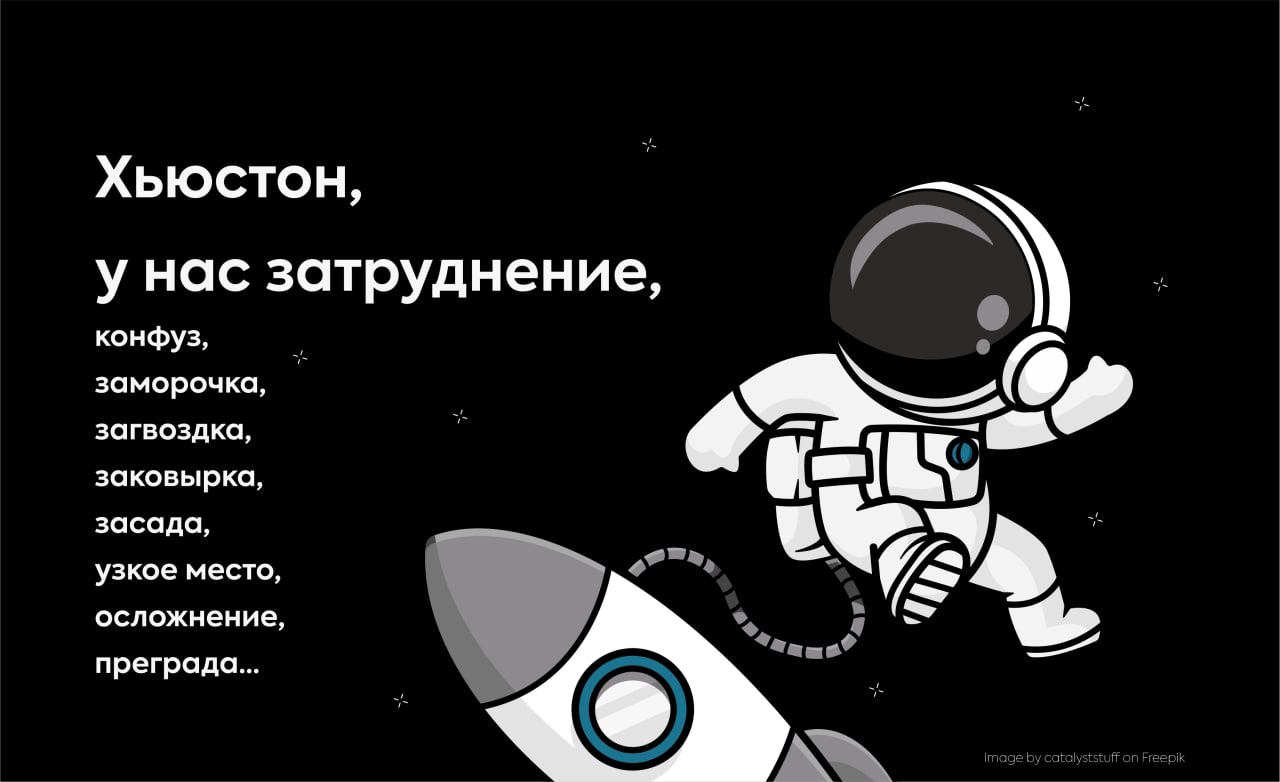 Хьюстон,
у нас затруднение,
конфуз,
заморочка,
загвоздка,
заковырка,
засада,
узкое место,
осложнение,
преграда...
Image by catalyststuff on Freepik